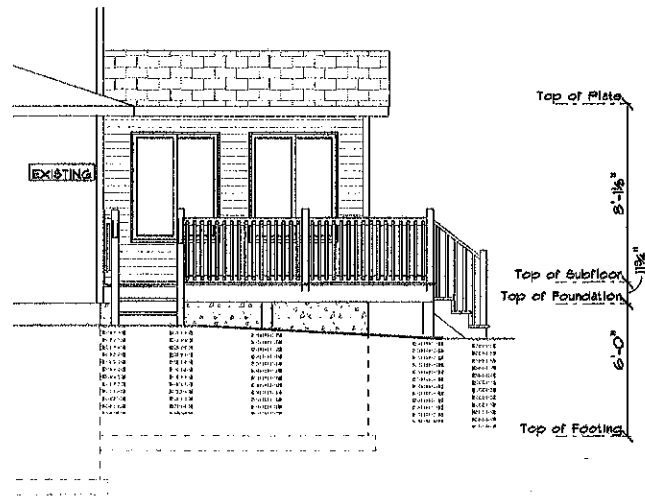 Top of Plate
EXISTING
8'-1⅛"
Top of Subfloor
11⅞"
Top of Foundation
6'-0"
Top of Footing